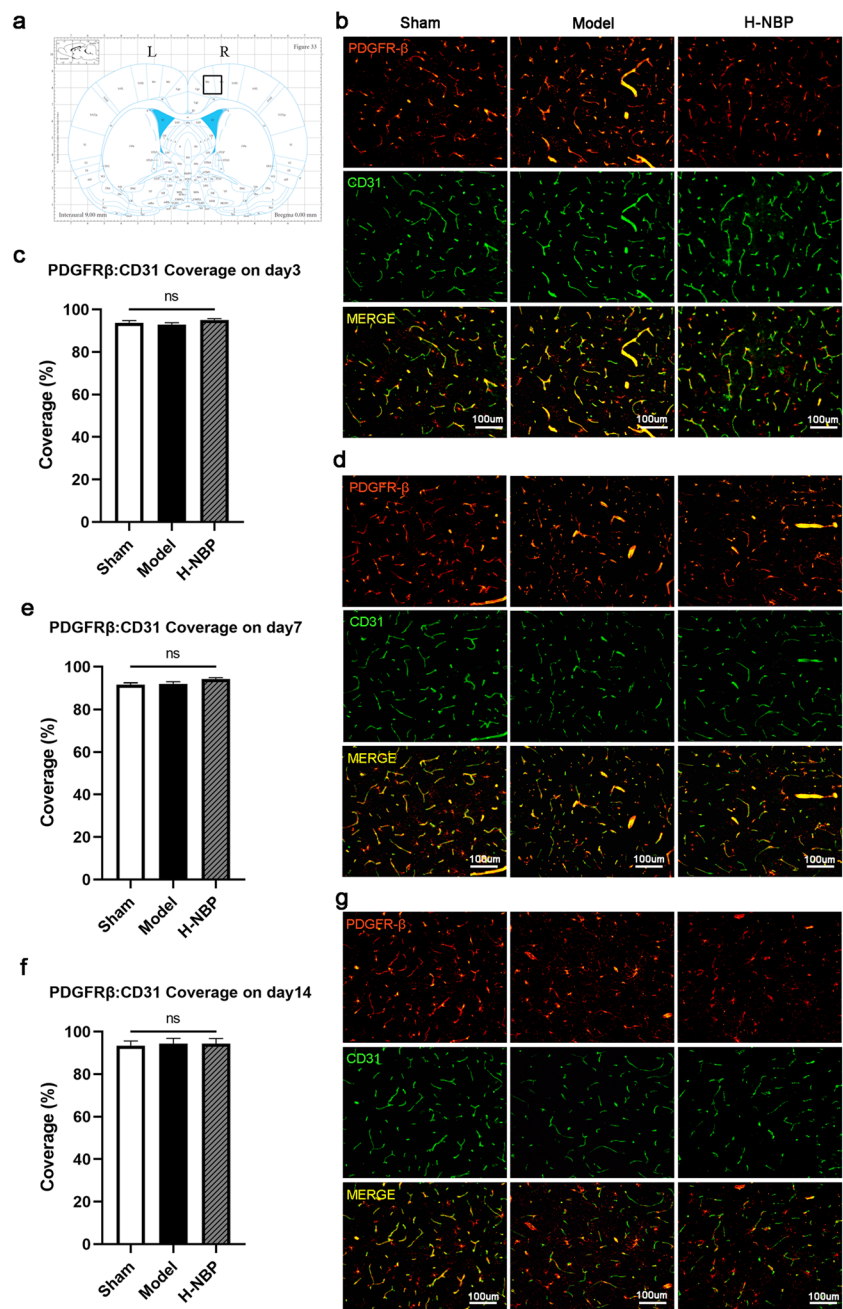 a
L R
Figure 33
Interaural 9.00 mm
Bregma 0.00 mm
b
Sham Model H-NBP
PDGFR-β
CD31
MERGE
100um 100um 100um
c
PDGFRβ:CD31 Coverage on day3
ns
Coverage (%)
100
80
60
40
20
0
Sham Model H-NBP
d
PDGFR-β
CD31
MERGE
100um 100um 100um
e
PDGFRβ:CD31 Coverage on day7
ns
Coverage (%)
100
80
60
40
20
0
Sham Model H-NBP
f
PDGFRβ:CD31 Coverage on day14
ns
Coverage (%)
100
80
60
40
20
0
Sham Model H-NBP
g
PDGFR-β
CD31
MERGE
100um 100um 100um